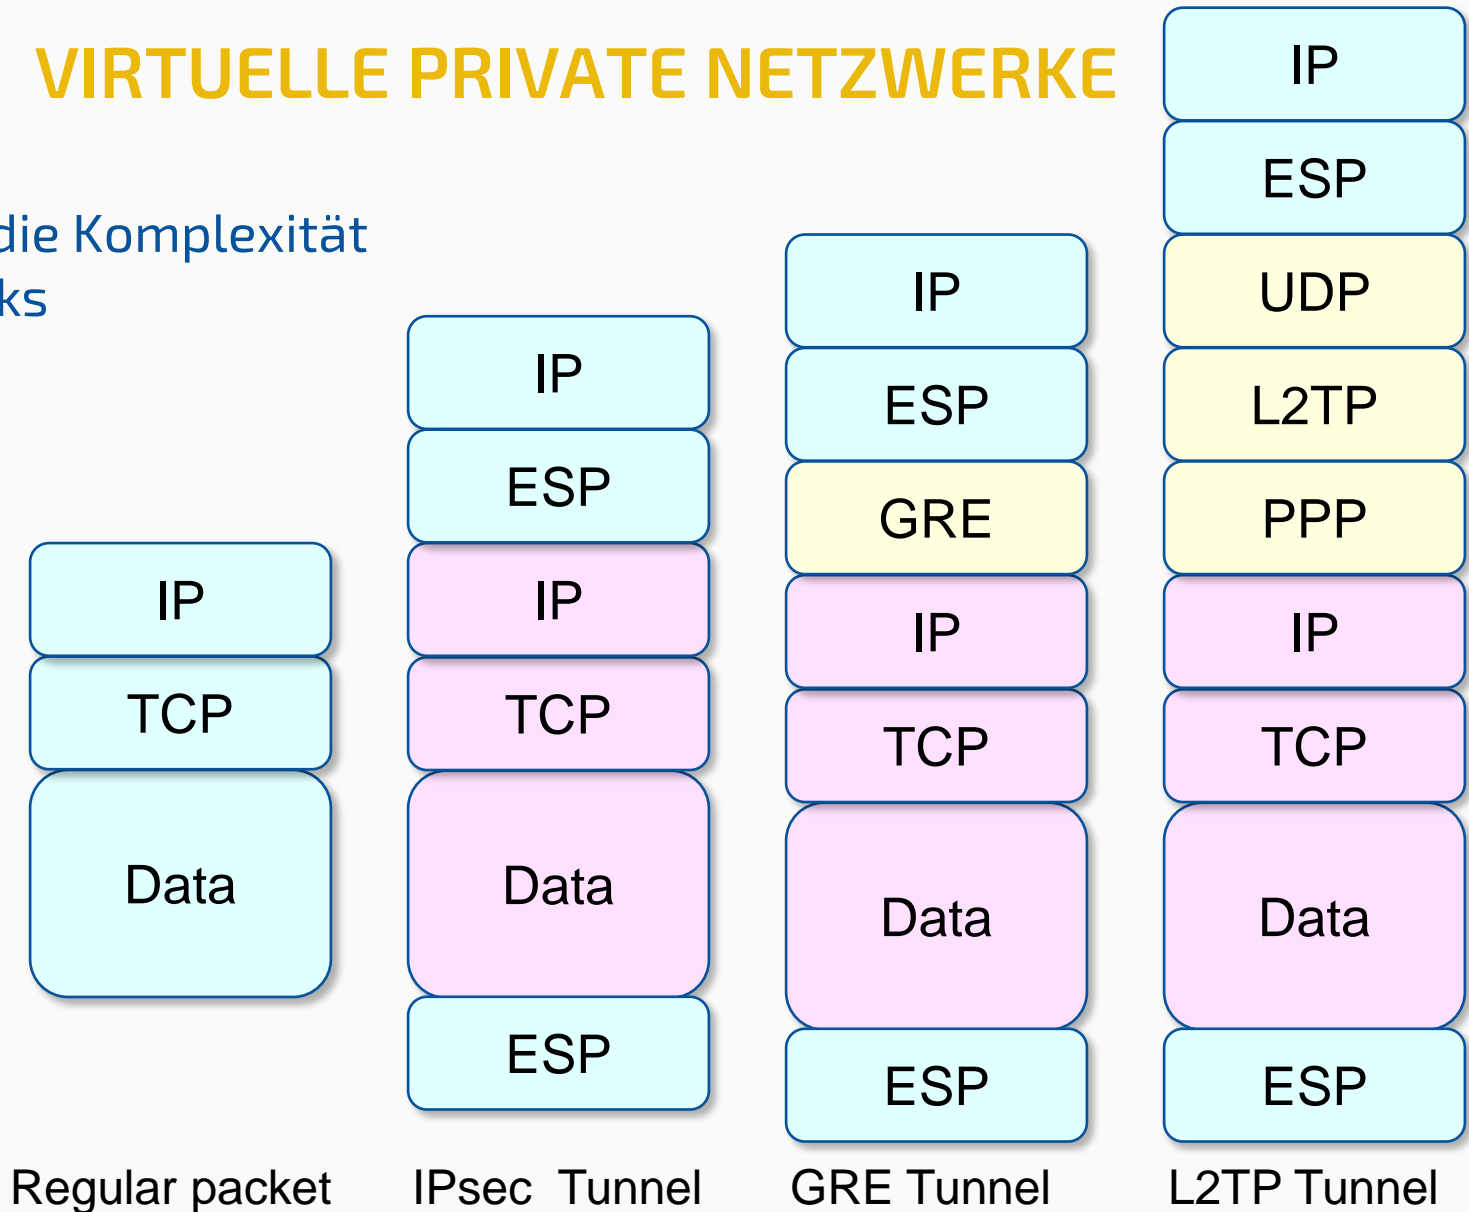 VIRTUELLE PRIVATE NETZWERKE
die Komplexität
IP
TCP
Data
Regular packet
IP
ESP
IP
TCP
Data
ESP
IPsec Tunnel
IP
ESP
GRE
IP
TCP
Data
ESP
GRE Tunnel
IP
ESP
UDP
L2TP
PPP
IP
TCP
Data
ESP
L2TP Tunnel